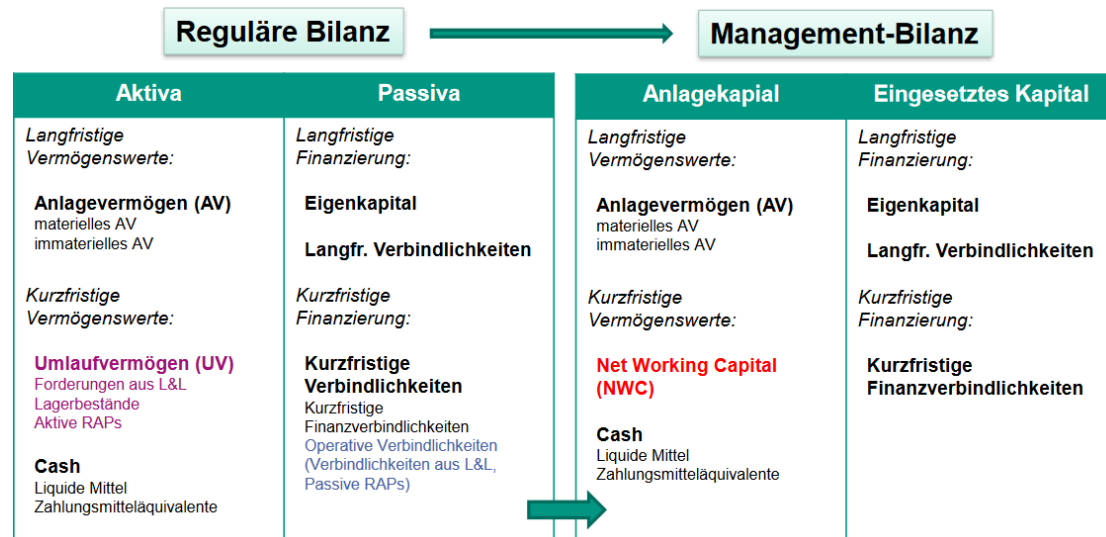 Reguläre Bilanz
Management-Bilanz
Aktiva
Passiva
Langfristige
Vermögenswerte:
Anlagevermögen (AV)
materielles AV
immaterielles AV
Kurzfristige
Vermögenswerte:
Umlaufvermögen (UV)
Forderungen aus L&L
Lagerbestände
Aktive RAPs
Cash
Liquide Mittel
Zahlungsmitteläquivalente
Langfristige
Finanzierung:
Eigenkapital
Langfr. Verbindlichkeiten
Kurzfristige
Finanzierung:
Kurzfristige
Verbindlichkeiten
Kurzfristige
Finanzverbindlichkeiten
Operative Verbindlichkeiten
(Verbindlichkeiten aus L&L,
Passive RAPs)
Anlagekapial
Eingesetztes Kapital
Langfristige
Vermögenswerte:
Anlagevermögen (AV)
materielles AV
immaterielles AV
Kurzfristige
Vermögenswerte:
Net Working Capital
(NWC)
Cash
Liquide Mittel
Zahlungsmitteläquivalente
Langfristige
Finanzierung:
Eigenkapital
Langfr. Verbindlichkeiten
Kurzfristige
Finanzierung:
Kurzfristige
Finanzverbindlichkeiten